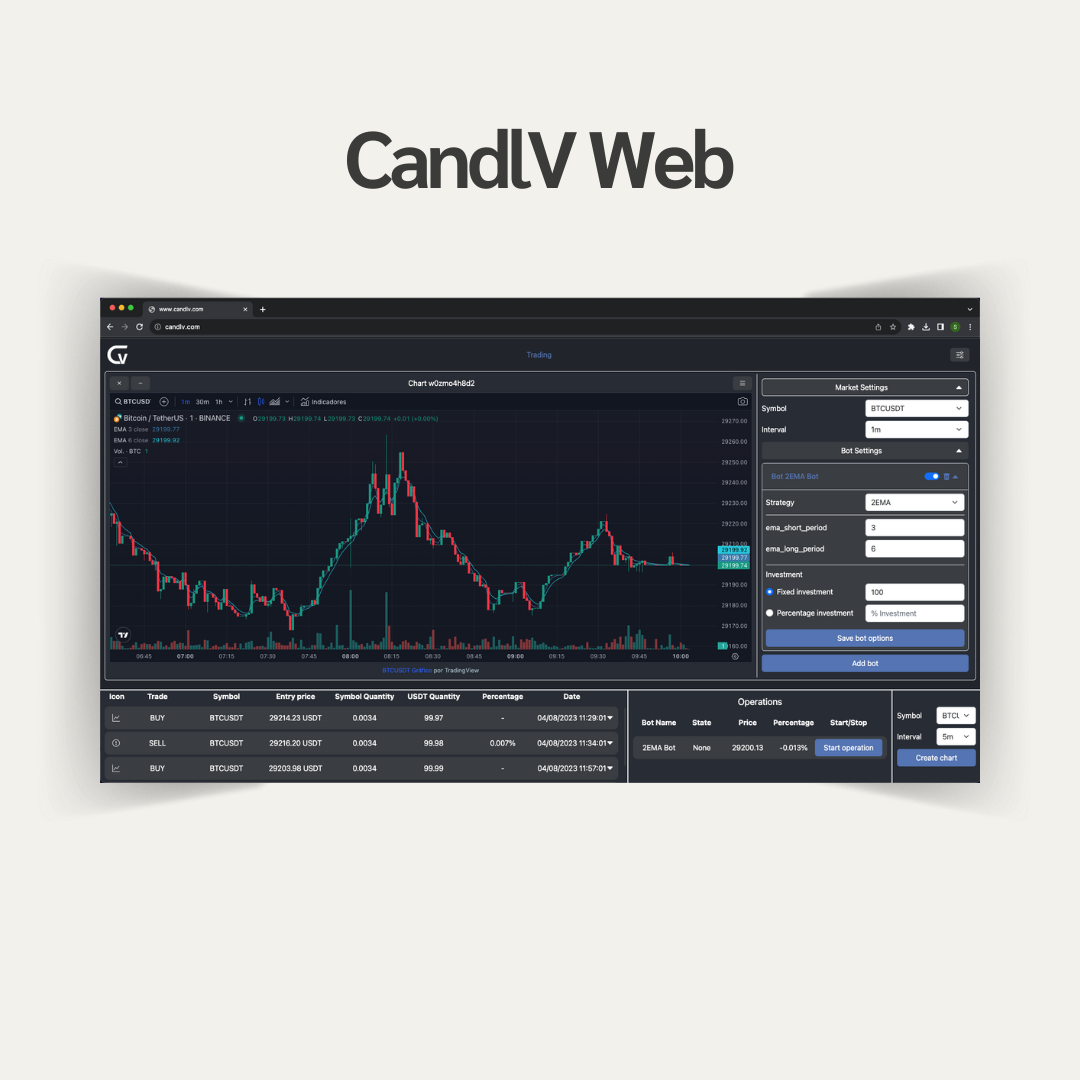 CandlV Web
www.candlv.com
candlv.com
CV
Trading
Chart w0zmo4h8d2
BTCUSD 1m 30m 1h Indicadores
Bitcoin / TetherUS · 1 · BINANCE O29199.73 H29199.74 L29199.73 C29199.74 +0.01 (+0.00%)
EMA 3 close 29199.77
EMA 6 close 29199.92
Vol. · BTC 1
29270.00
29260.00
29250.00
29240.00
29230.00
29220.00
29210.00
29199.92
29199.77
29199.74
29190.00
29180.00
29170.00
1
160.00
06:45 07:00 07:15 07:30 07:45 08:00 08:15 08:30 08:45 09:00 09:15 09:30 09:45 10:00
BTCUSDT Gráfico por TradingView
Market Settings
Symbol BTCUSDT
Interval 1m
Bot Settings
Bot 2EMA Bot
Strategy 2EMA
ema_short_period 3
ema_long_period 6
Investment
Fixed investment 100
Percentage investment % Investment
Save bot options
Add bot
Icon Trade Symbol Entry price Symbol Quantity USDT Quantity Percentage Date
BUY BTCUSDT 29214.23 USDT 0.0034 99.97 - 04/08/2023 11:29:01
SELL BTCUSDT 29216.20 USDT 0.0034 99.98 0.007% 04/08/2023 11:34:01
BUY BTCUSDT 29203.98 USDT 0.0034 99.99 - 04/08/2023 11:57:01
Operations
Bot Name State Price Percentage Start/Stop
2EMA Bot None 29200.13 -0.013% Start operation
Symbol BTCU
Interval 5m
Create chart